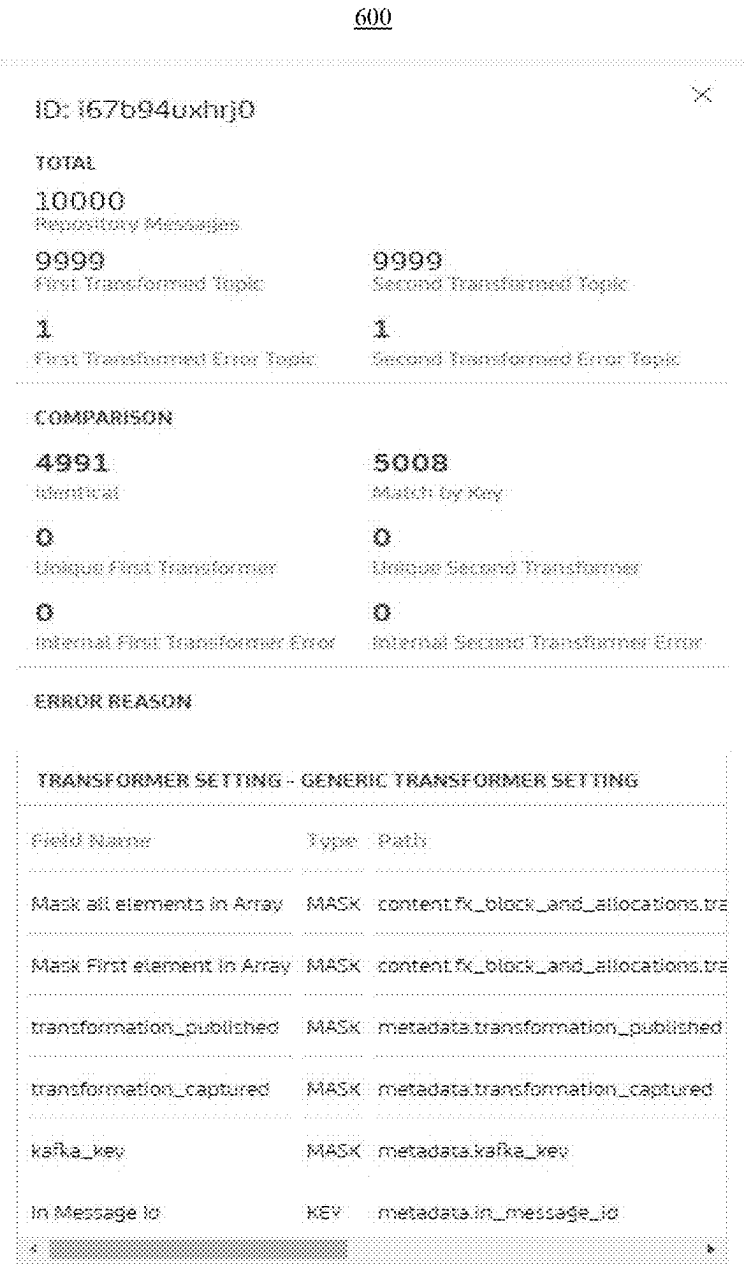 600
ID: i67b94uxhrj0
TOTAL
10000
Repository Messages
9999 9999
First Transformed Topic Second Transformed Topic
1 1
First Transformed Error Topic Second Transformed Error Topic
COMPARISON
4991 5008
Identical Match by Key
0 0
Unique First Transformer Unique Second Transformer
0 0
Internal First Transformer Error Internal Second Transformer Error
ERROR REASON
TRANSFORMER SETTING - GENERIC TRANSFORMER SETTING
Field Name Type Path
Mask all elements in Array MASK content.fx_block_and_allocations.tra
Mask First element in Array MASK content.fx_block_and_allocations.tra
transformation_published MASK metadata.transformation_published
transformation_captured MASK metadata.transformation_captured
kafka_key MASK metadata.kafka_key
In Message Id KEY metadata.in_message_id